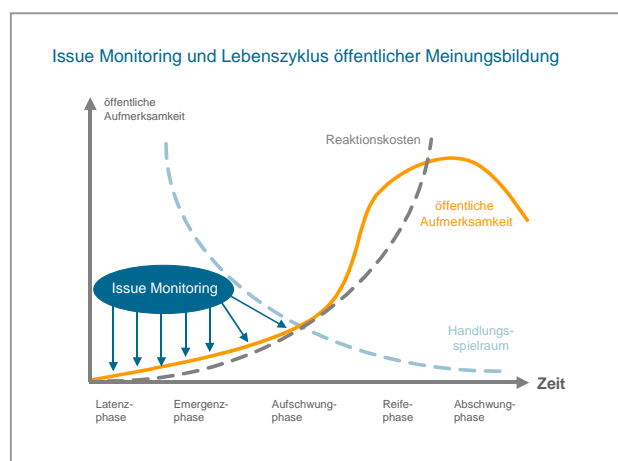 Issue Monitoring und Lebenszyklus öffentlicher Meinungsbildung
öffentliche
Aufmerksamkeit
Reaktionskosten
öffentliche
Aufmerksamkeit
Issue Monitoring
Handlungs-
spielraum
Zeit
Latenz-
phase
Emergenz-
phase
Aufschwung-
phase
Reife-
phase
Abschwung-
phase